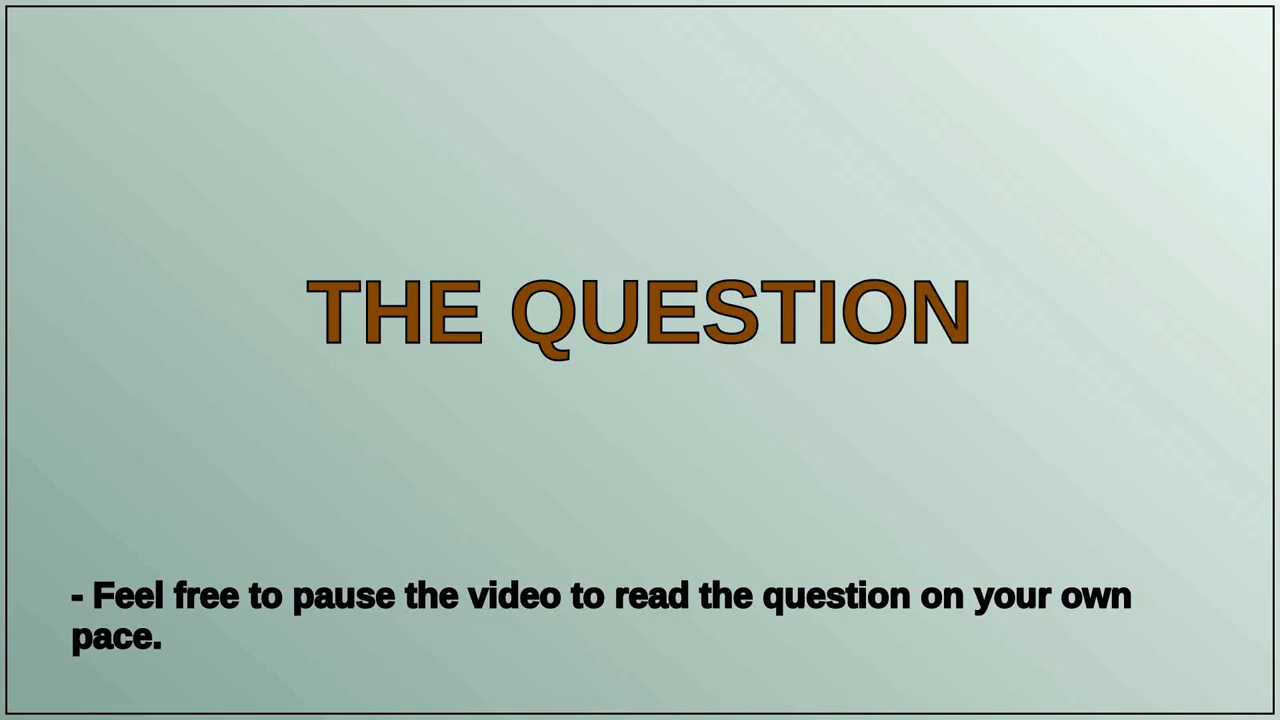 THE QUESTION
- Feel free to pause the video to read the question on your own
pace.